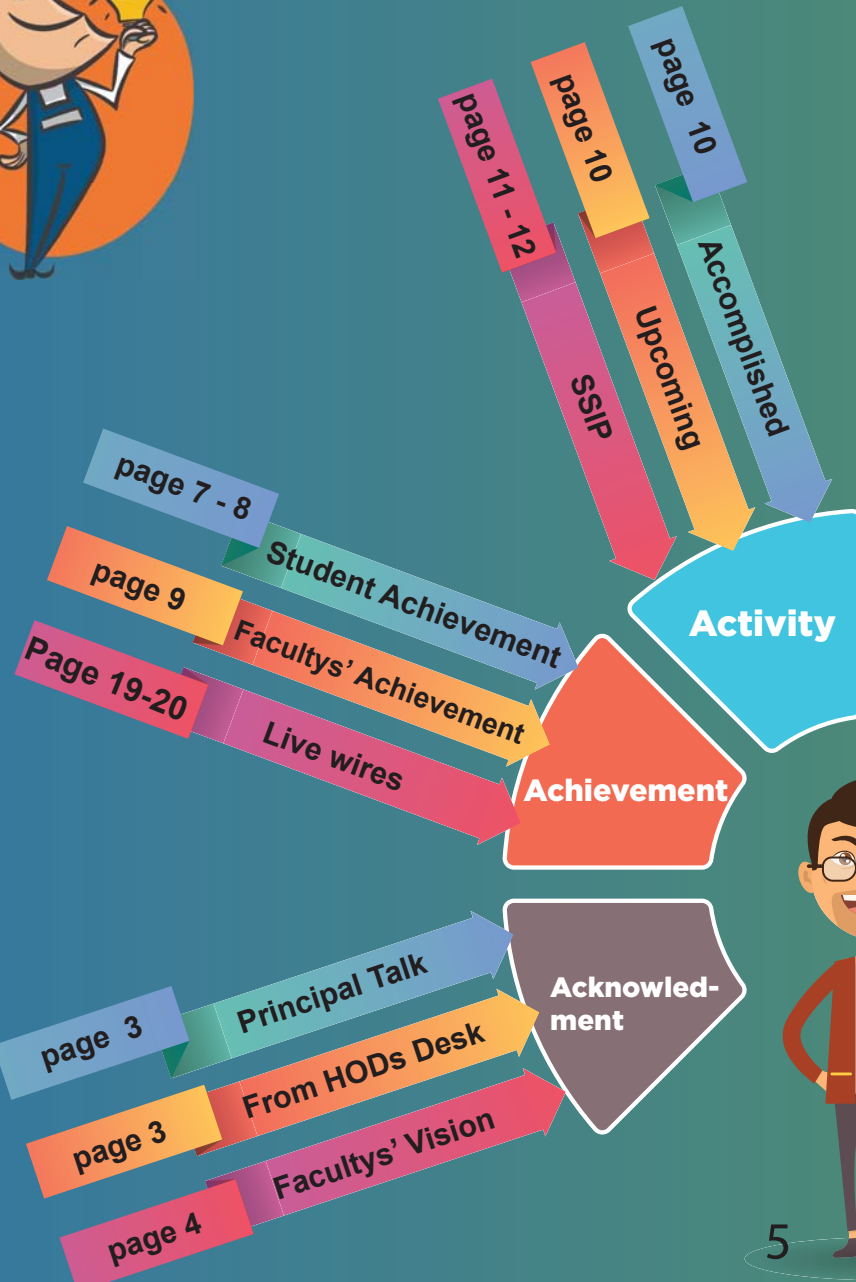 page 11 - 12
SSIP
page 10
Upcoming
page 10
Accomplished
Activity
page 7 - 8
Student Achievement
page 9
Facultys’ Achievement
Page 19-20
Live wires
Achievement
page 3
Principal Talk
page 3
From HODs Desk
page 4
Facultys’ Vision
Acknowled-
ment
5